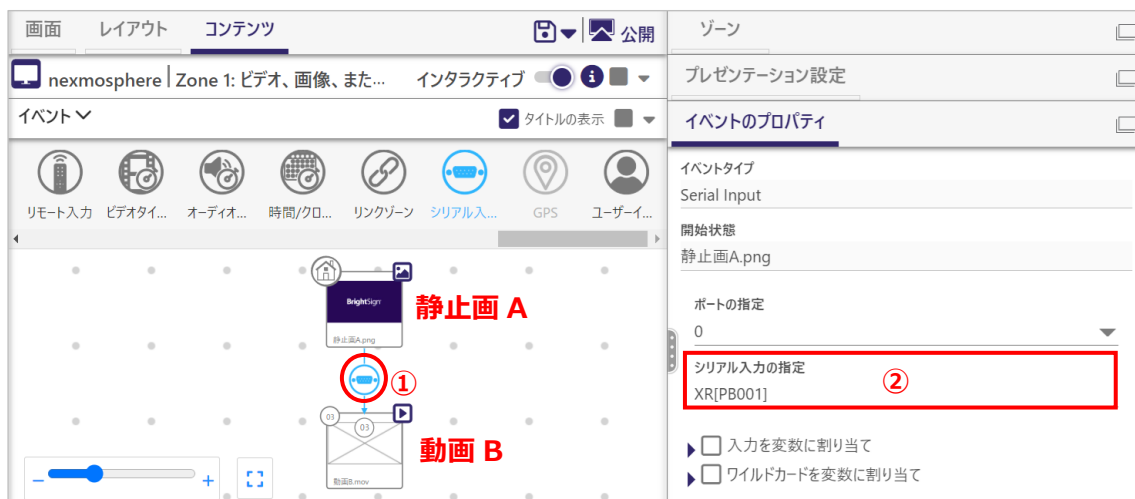 画面 レイアウト コンテンツ 公開
nexmosphere Zone 1: ビデオ、画像、また... インタラクティブ i
イベント タイトルの表示
リモート入力 ビデオタイ... オーディオ... 時間/クロ... リンクゾーン シリアル入... GPS ユーザーイ...
BrightSign
静止画A.png
静止画 A
①
03
03
動画B.mov
動画 B
- +
ゾーン
プレゼンテーション設定
イベントのプロパティ
イベントタイプ
Serial Input
開始状態
静止画A.png
ポートの指定
0
シリアル入力の指定
XR[PB001]
②
入力を変数に割り当て
ワイルドカードを変数に割り当て